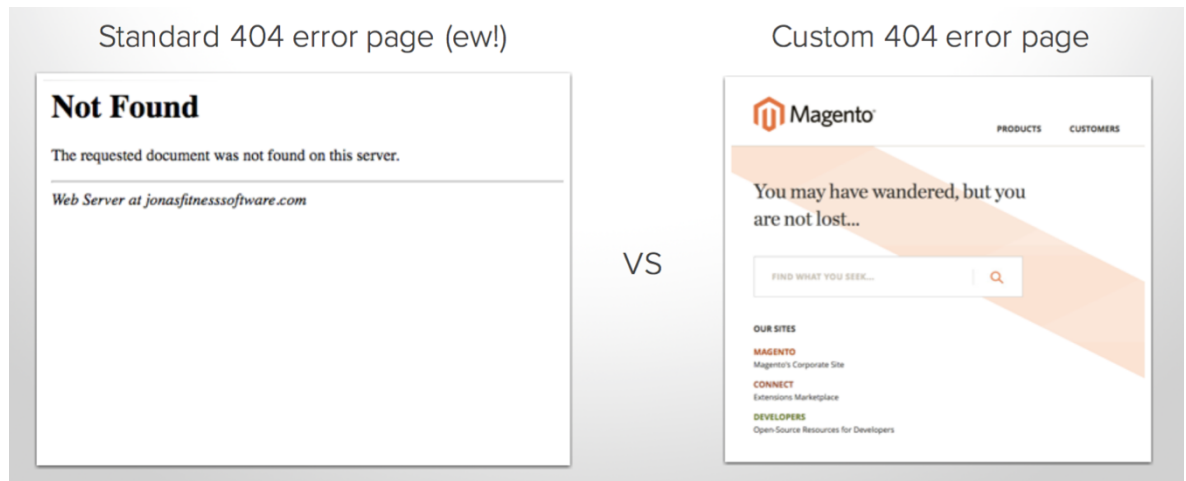 Standard 404 error page (ew!)
Custom 404 error page
Not Found
The requested document was not found on this server.
Web Server at jonasfitnesssoftware.com
VS
Magento
PRODUCTS CUSTOMERS
You may have wandered, but you
are not lost...
FIND WHAT YOU SEEK...
OUR SITES
MAGENTO
Magento's Corporate Site
CONNECT
Extensions Marketplace
DEVELOPERS
Open-Source Resources for Developers